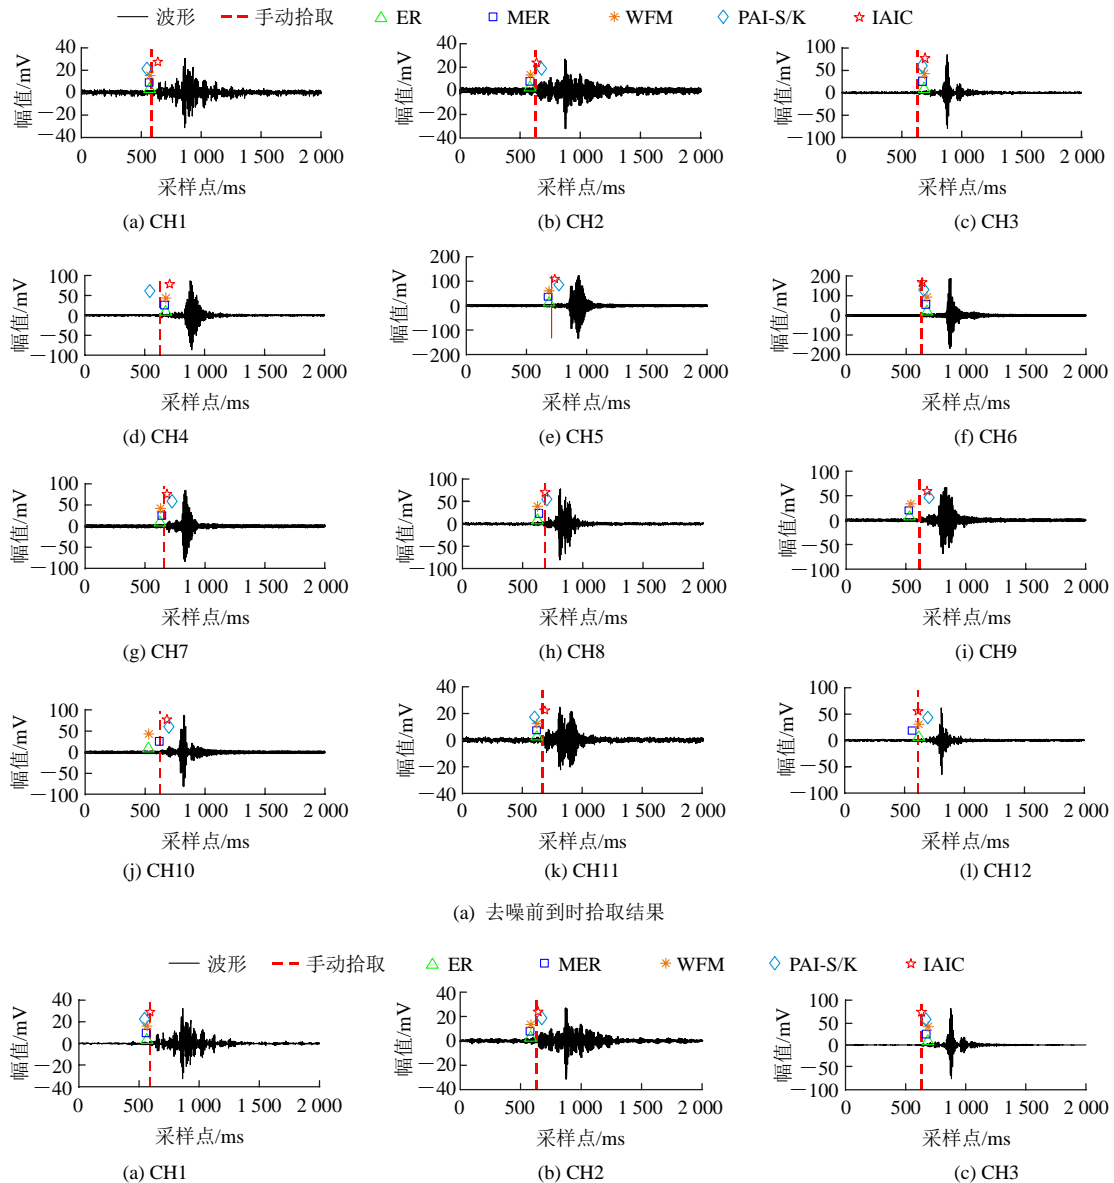 波形 手动拾取 ER MER WFM PAI-S/K IAIC
40 20 0 −20 −40 幅值/mV 0 500 1 000 1 500 2 000
采样点/ms
(a) CH1
40 20 0 −20 −40 幅值/mV 0 500 1 000 1 500 2 000
采样点/ms
(b) CH2
100 50 0 −50 −100 幅值/mV 0 500 1 000 1 500 2 000
采样点/ms
(c) CH3
100 50 0 −50 −100 幅值/mV 0 500 1 000 1 500 2 000
采样点/ms
(d) CH4
200 100 0 −100 −200 幅值/mV 0 500 1 000 1 500 2 000
采样点/ms
(e) CH5
200 100 0 −100 −200 幅值/mV 0 500 1 000 1 500 2 000
采样点/ms
(f) CH6
100 50 0 −50 −100 幅值/mV 0 500 1 000 1 500 2 000
采样点/ms
(g) CH7
100 50 0 −50 −100 幅值/mV 0 500 1 000 1 500 2 000
采样点/ms
(h) CH8
100 50 0 −50 −100 幅值/mV 0 500 1 000 1 500 2 000
采样点/ms
(i) CH9
100 50 0 −50 −100 幅值/mV 0 500 1 000 1 500 2 000
采样点/ms
(j) CH10
40 20 0 −20 −40 幅值/mV 0 500 1 000 1 500 2 000
采样点/ms
(k) CH11
100 50 0 −50 −100 幅值/mV 0 500 1 000 1 500 2 000
采样点/ms
(l) CH12
(a) 去噪前到时拾取结果
波形 手动拾取 ER MER WFM PAI-S/K IAIC
40 20 0 −20 −40 幅值/mV 0 500 1 000 1 500 2 000
采样点/ms
(a) CH1
40 20 0 −20 −40 幅值/mV 0 500 1 000 1 500 2 000
采样点/ms
(b) CH2
100 50 0 −50 −100 幅值/mV 0 500 1 000 1 500 2 000
采样点/ms
(c) CH3